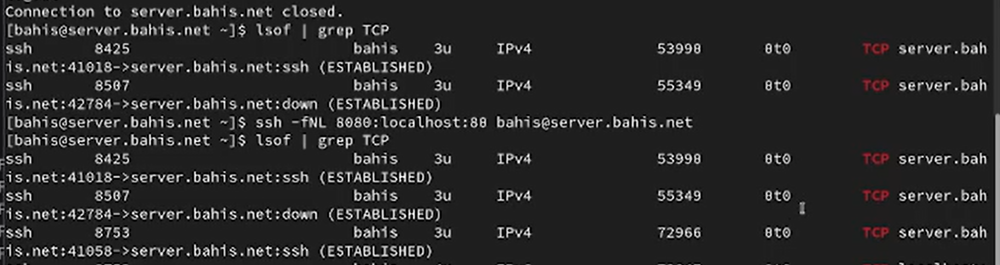 Connection to server.bahis.net closed.
[bahis@server.bahis.net ~]$ lsof | grep TCP
ssh 8425 bahis 3u IPv4 53998 0t0 TCP server.bah
is.net:41018->server.bahis.net:ssh (ESTABLISHED)
ssh 8507 bahis 3u IPv4 55349 0t0 TCP server.bah
is.net:42784->server.bahis.net:down (ESTABLISHED)
[bahis@server.bahis.net ~]$ ssh -fNL 8080:localhost:80 bahis@server.bahis.net
[bahis@server.bahis.net ~]$ lsof | grep TCP
ssh 8425 bahis 3u IPv4 53998 0t0 TCP server.bah
is.net:41018->server.bahis.net:ssh (ESTABLISHED)
ssh 8507 bahis 3u IPv4 55349 0t0 TCP server.bah
is.net:42784->server.bahis.net:down (ESTABLISHED)
ssh 8753 bahis 3u IPv4 72966 0t0 TCP server.bah
is.net:41058->server.bahis.net:ssh (ESTABLISHED)